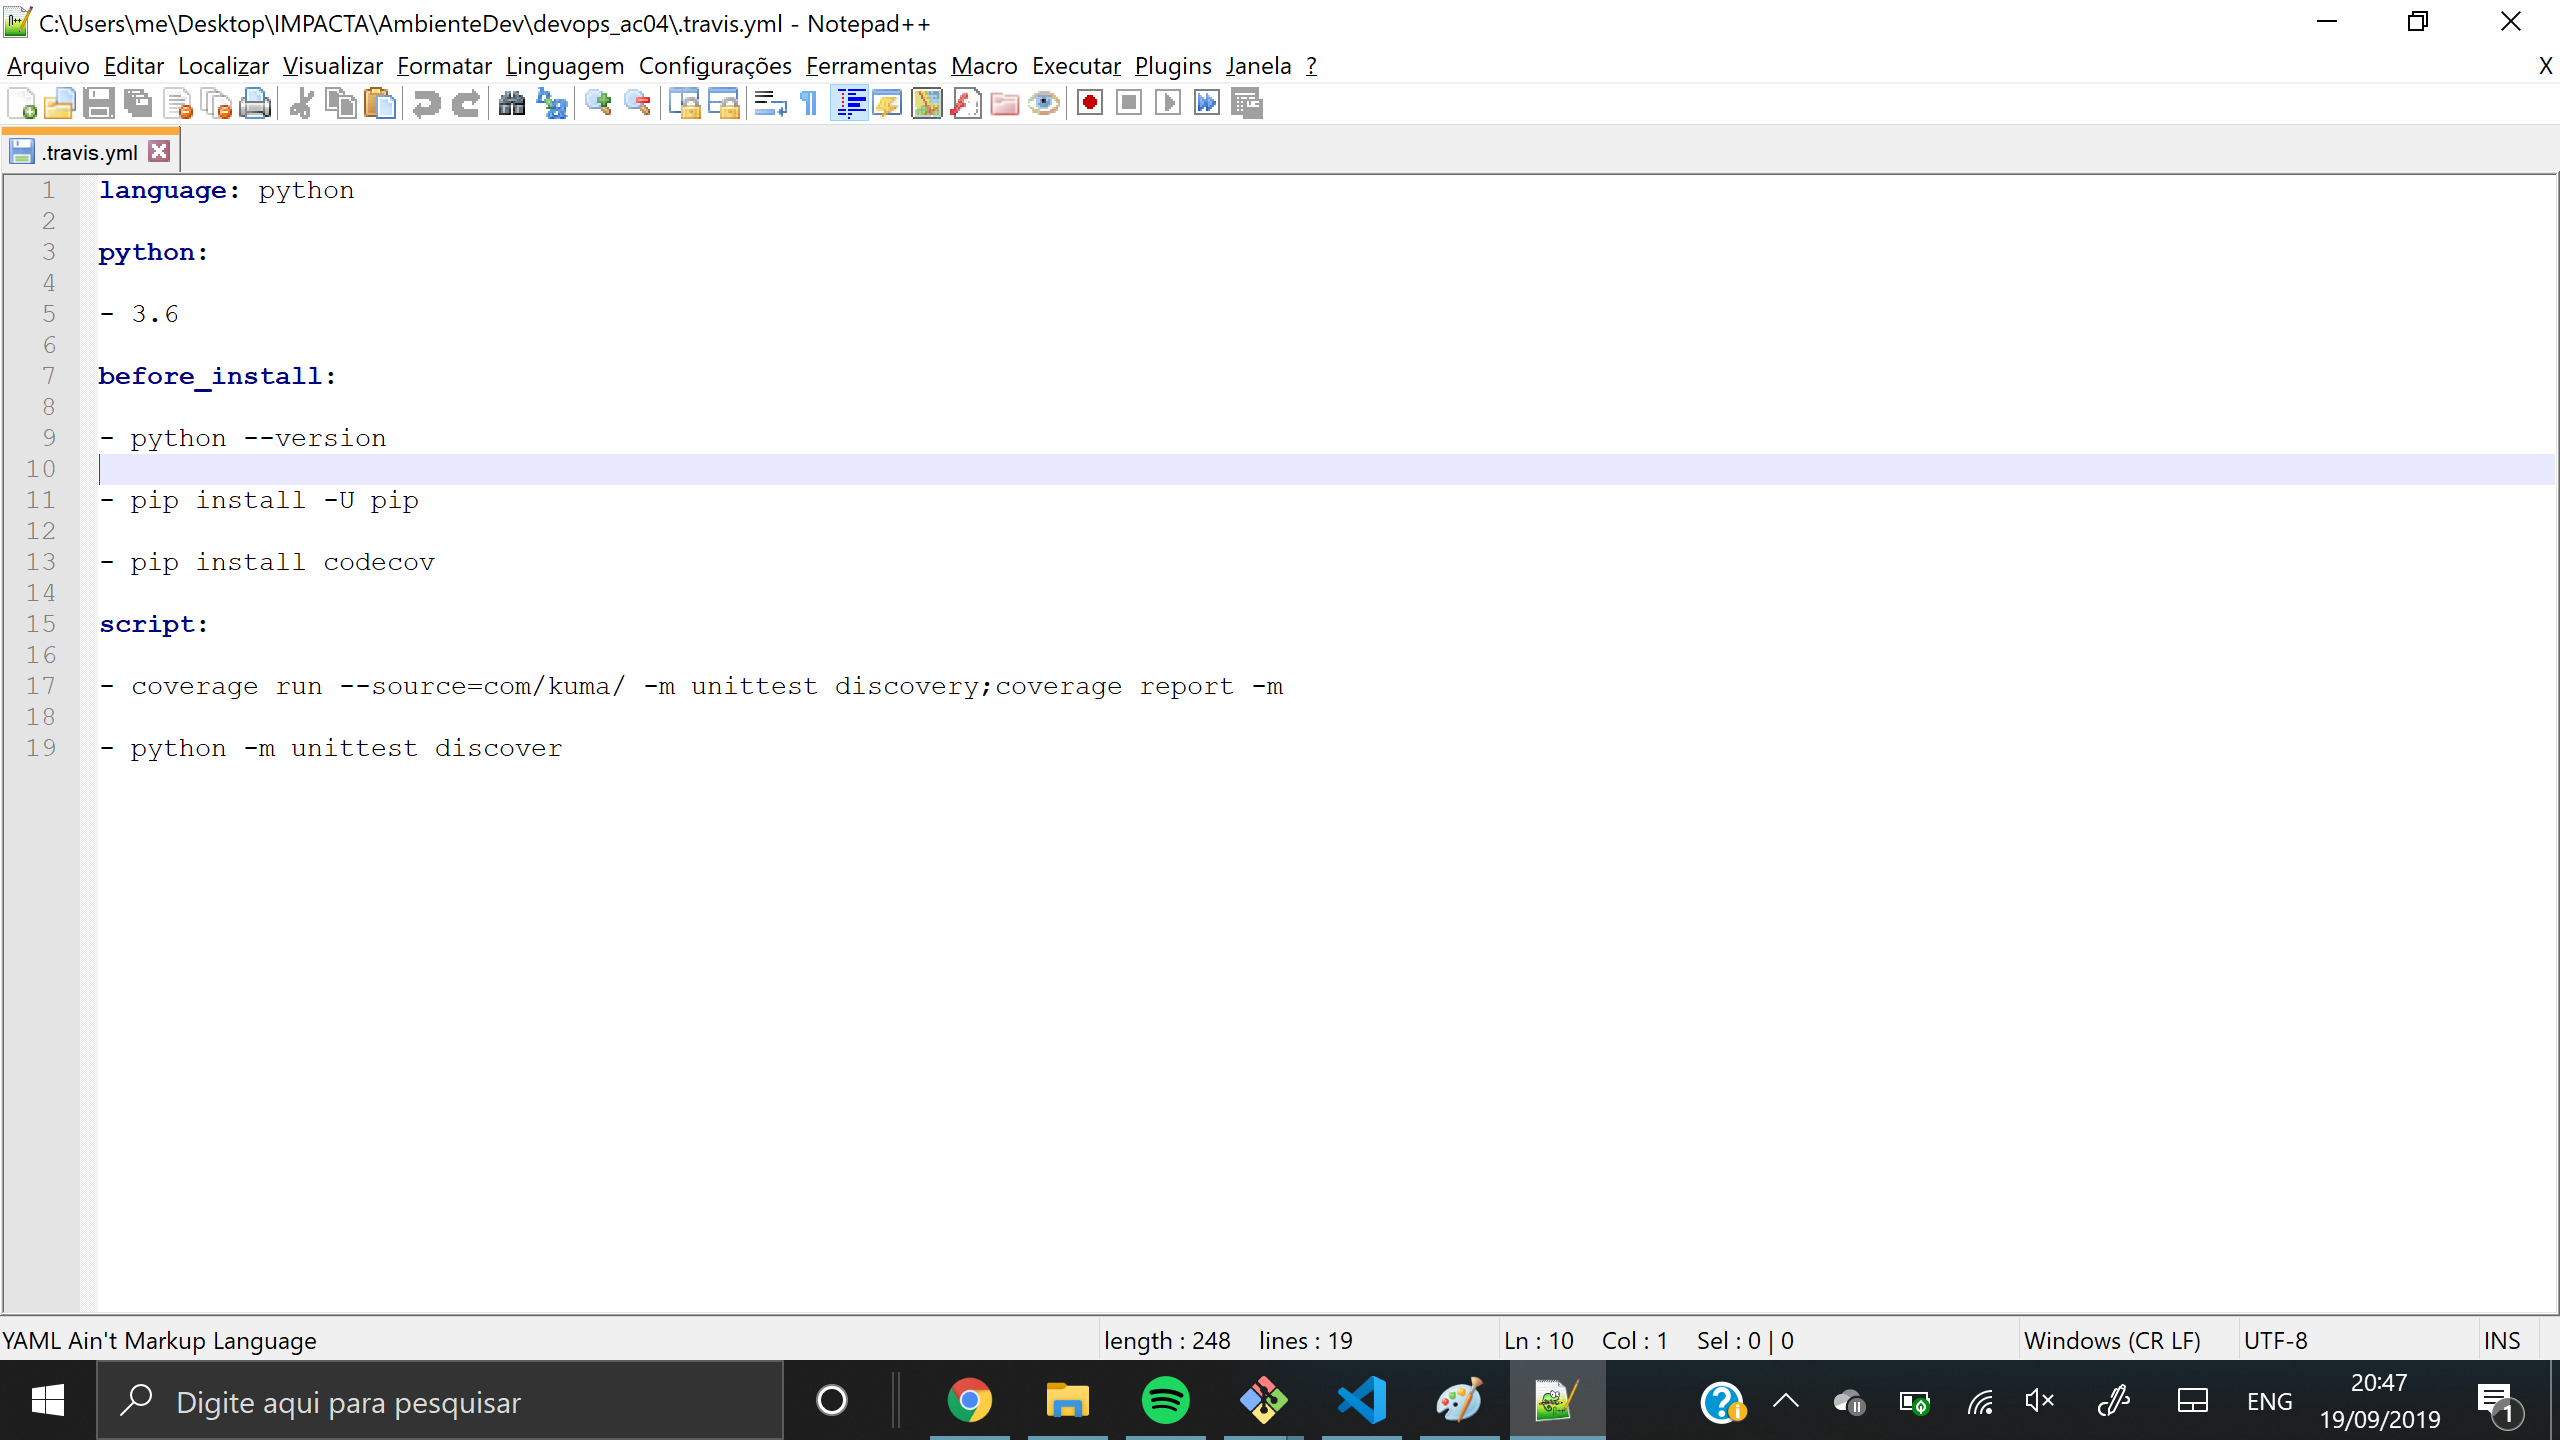 C:\Users\me\Desktop\IMPACTA\AmbienteDev\devops_ac04\.travis.yml - Notepad++
Arquivo Editar Localizar Visualizar Formatar Linguagem Configurações Ferramentas Macro Executar Plugins Janela ? X
.travis.yml
1 language: python
2
3 python:
4
5 - 3.6
6
7 before_install:
8
9 - python --version
10
11 - pip install -U pip
12
13 - pip install codecov
14
15 script:
16
17 - coverage run --source=com/kuma/ -m unittest discovery;coverage report -m
18
19 - python -m unittest discover
YAML Ain't Markup Language length : 248 lines : 19 Ln : 10 Col : 1 Sel : 0 | 0 Windows (CR LF) UTF-8 INS
Digite aqui para pesquisar ENG 20:47
19/09/2019 1